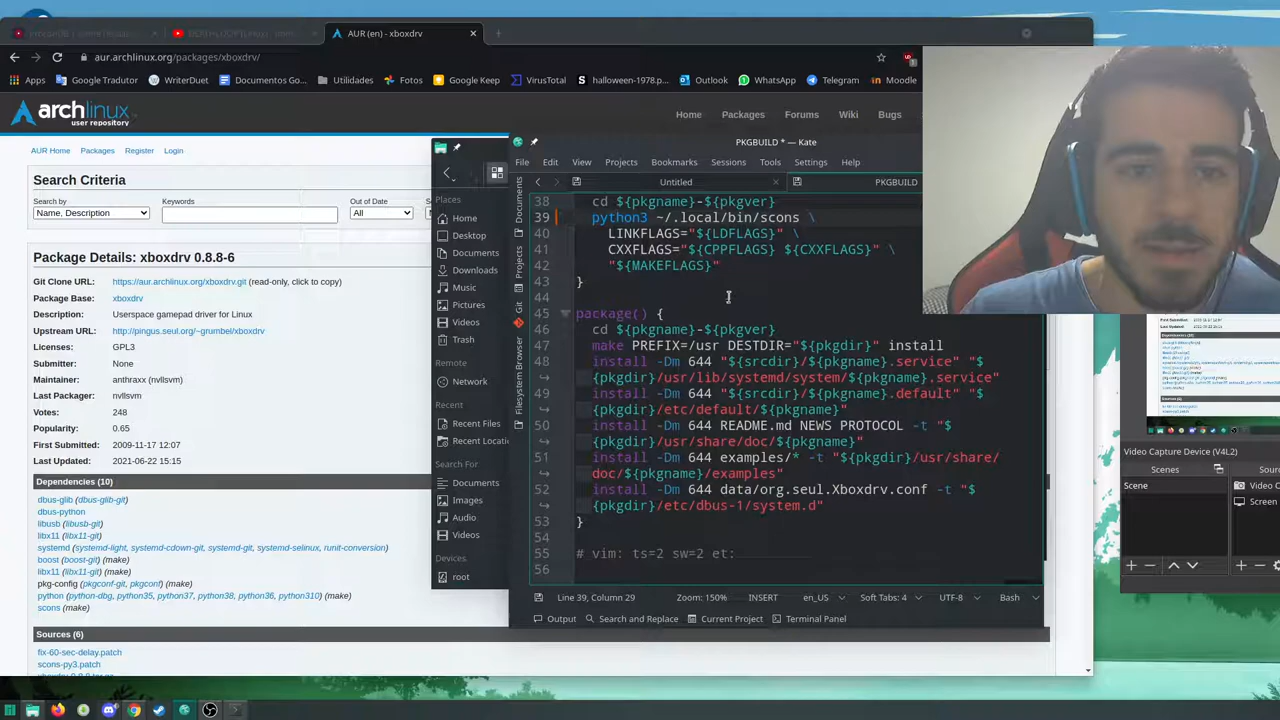 AUR (en) - xboxdrv
aur.archlinux.org/packages/xboxdrv/
Apps
Google Tradutor
WriterDuet
Documentos Go...
Utilidades
Fotos
Google Keep
VirusTotal
halloween-1978.p...
Outlook
WhatsApp
Telegram
Moodle
archlinux
user repository
Home
Packages
Forums
Wiki
Bugs
AUR Home
Packages
Register
Login
Search Criteria
Search by
Keywords
Out of
Name, Description
All
Package Details: xboxdrv 0.8.8-6
Git Clone URL: https://aur.archlinux.org/xboxdrv.git (read-only, click to copy)
Package Base: xboxdrv
Description: Userspace gamepad driver for Linux
Upstream URL: http://pingus.seul.org/~grumbel/xboxdrv
Licenses: GPL3
Submitter: None
Maintainer: anthraxx (nvllsvm)
Last Packager: nvllsvm
Votes: 248
Popularity: 0.65
First Submitted: 2009-11-17 12:07
Last Updated: 2021-06-22 15:15
Dependencies (10)
dbus-glib (dbus-glib-git)
dbus-python
libusb (libusb-git)
libx11 (libx11-git)
systemd (systemd-light, systemd-cdown-git, systemd-git, systemd-selinux, runit-conversion)
boost (boost-git) (make)
libx11 (libx11-git) (make)
pkg-config (pkgconf-git, pkgconf) (make)
python (python-dbg, python35, python37, python38, python36, python310) (make)
scons (make)
Sources (6)
fix-60-sec-delay.patch
scons-py3.patch
Places
Home
Desktop
Documents
Downloads
Music
Pictures
Videos
Trash
Remote
Network
Recent
Recent Files
Recent Locatio
Search For
Documents
Images
Audio
Videos
Devices
root
PKGBUILD * — Kate
File
Edit
View
Projects
Bookmarks
Sessions
Tools
Settings
Help
Untitled
PKGBUILD
Documents
Projects
Git
Filesystem Browser
38 cd ${pkgname}-${pkgver}
39 python3 ~/.local/bin/scons \
40 LINKFLAGS="${LDFLAGS}" \
41 CXXFLAGS="${CPPFLAGS} ${CXXFLAGS}" \
42 "${MAKEFLAGS}"
43 }
44
45 package() {
46 cd ${pkgname}-${pkgver}
47 make PREFIX=/usr DESTDIR="${pkgdir}" install
48 install -Dm 644 "${srcdir}/${pkgname}.service" "$
{pkgdir}/usr/lib/systemd/system/${pkgname}.service"
49 install -Dm 644 "${srcdir}/${pkgname}.default" "$
{pkgdir}/etc/default/${pkgname}"
50 install -Dm 644 README.md NEWS PROTOCOL -t "$
{pkgdir}/usr/share/doc/${pkgname}"
51 install -Dm 644 examples/* -t "${pkgdir}/usr/share/
doc/${pkgname}/examples"
52 install -Dm 644 data/org.seul.Xboxdrv.conf -t "$
{pkgdir}/etc/dbus-1/system.d"
53 }
54
55 # vim: ts=2 sw=2 et:
56
Line 39, Column 29
Zoom: 150%
INSERT
en_US
Soft Tabs: 4
UTF-8
Bash
Output
Search and Replace
Current Project
Terminal Panel
Video Capture Device (V4L2)
Scenes
Sourc
Scene
Video C
Screen